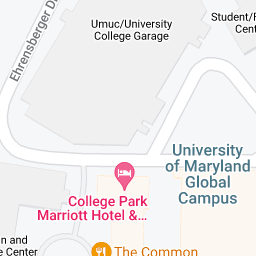 Umuc/University
College Garage
Student/F
Cent
Ehrensberger D
University
of Maryland
Global
Campus
College Park
Marriott Hotel &...
n and
e Center
The Common